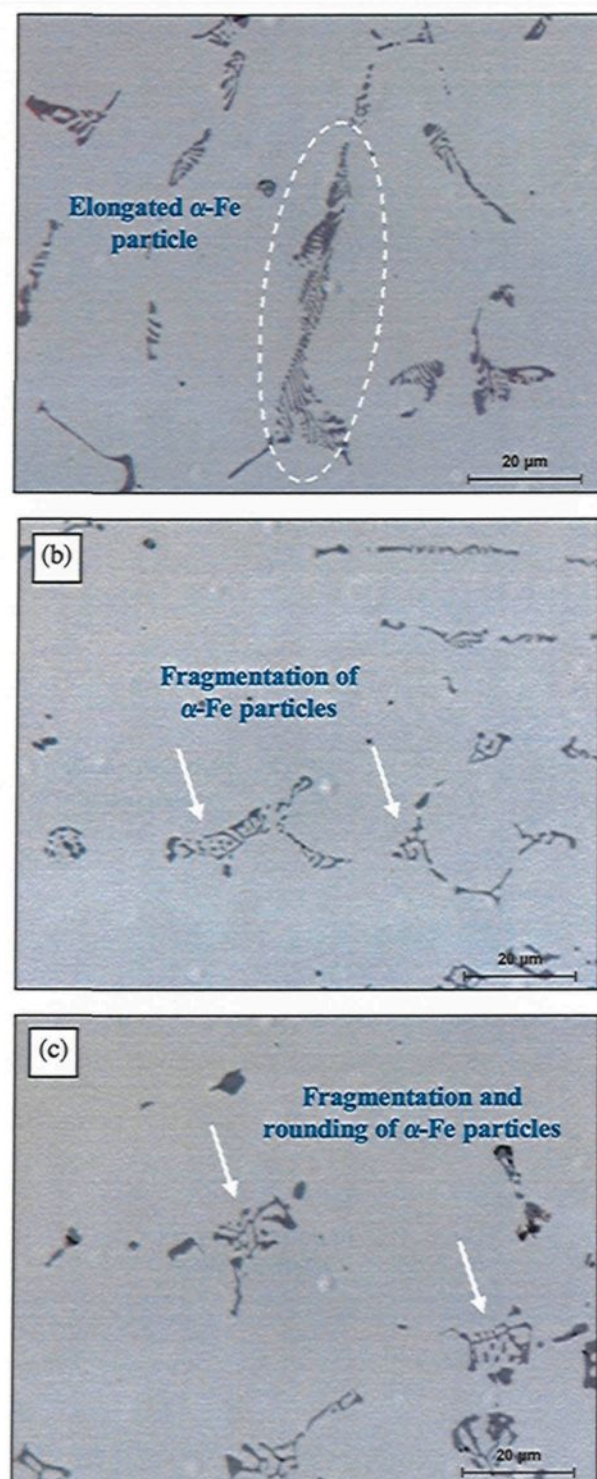 Elongated α-Fe
particle
20 µm
(b)
Fragmentation of
α-Fe particles
20 µm
(c)
Fragmentation and
rounding of α-Fe particles
20 µm